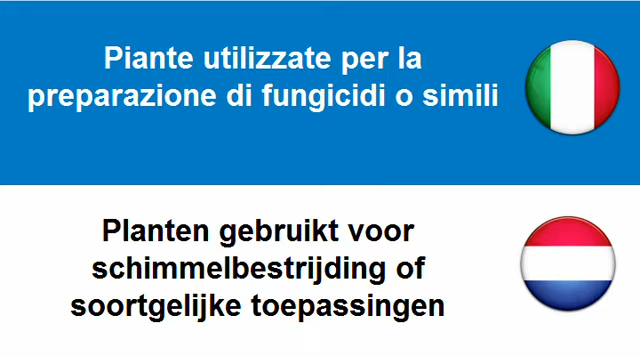 Piante utilizzate per la
preparazione di fungicidi o simili
Planten gebruikt voor
schimmelbestrijding of
soortgelijke toepassingen